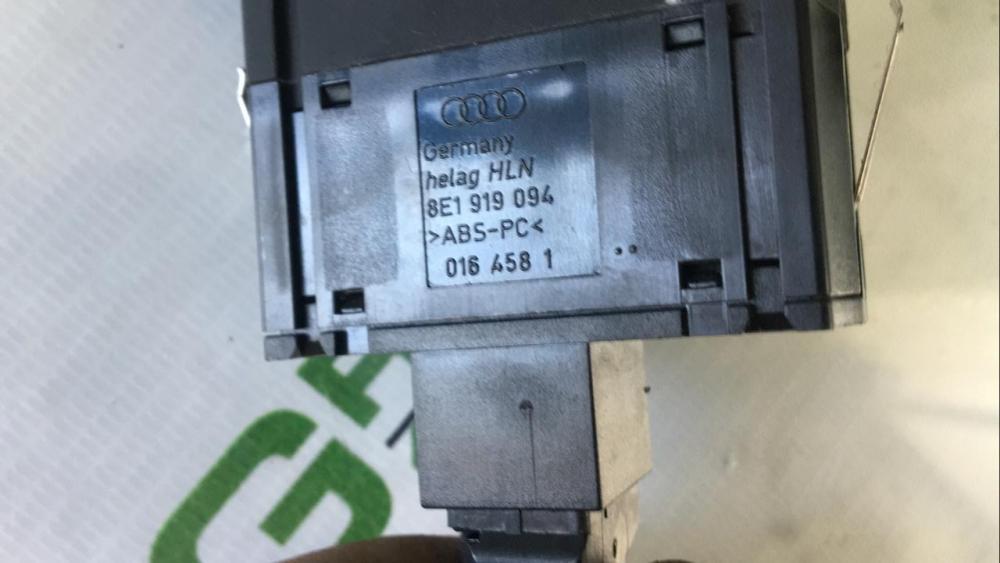 Germany
helag HLN
8E1 919 094
>ABS-PC<
016 458 1